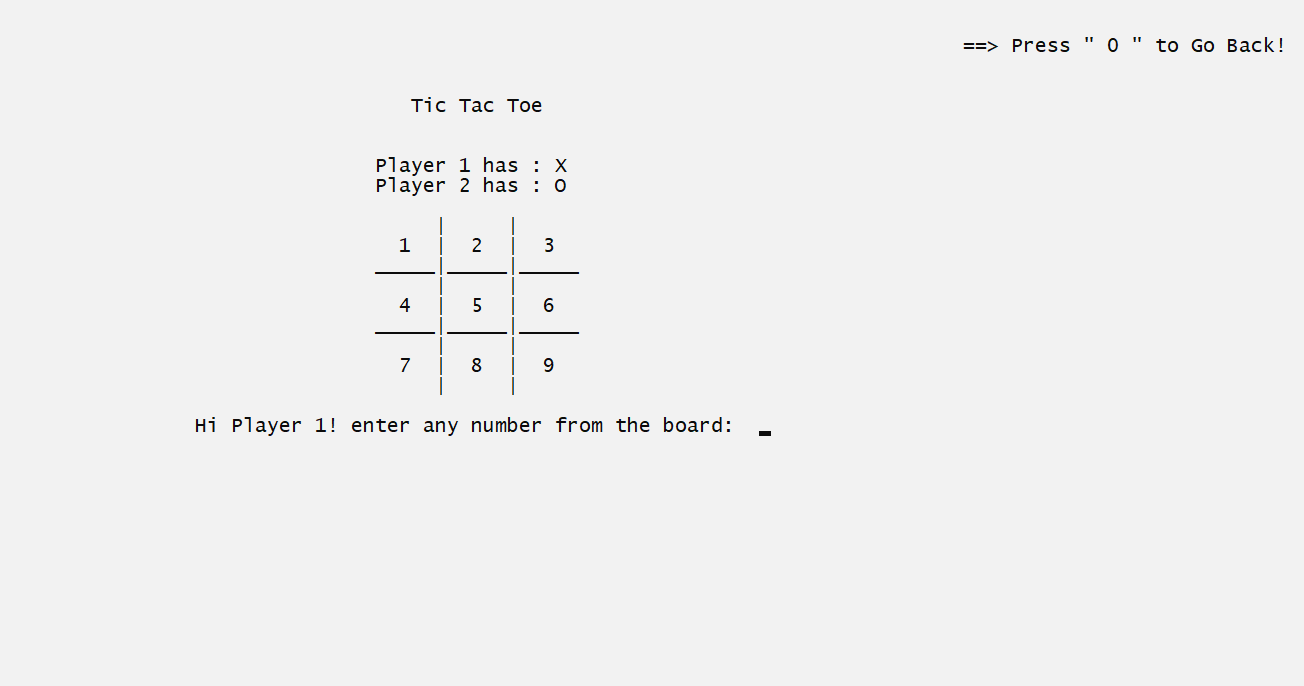 ==> Press " 0 " to Go Back!
Tic Tac Toe
Player 1 has : X
Player 2 has : O
1 | 2 | 3
4 | 5 | 6
7 | 8 | 9
Hi Player 1! enter any number from the board: _